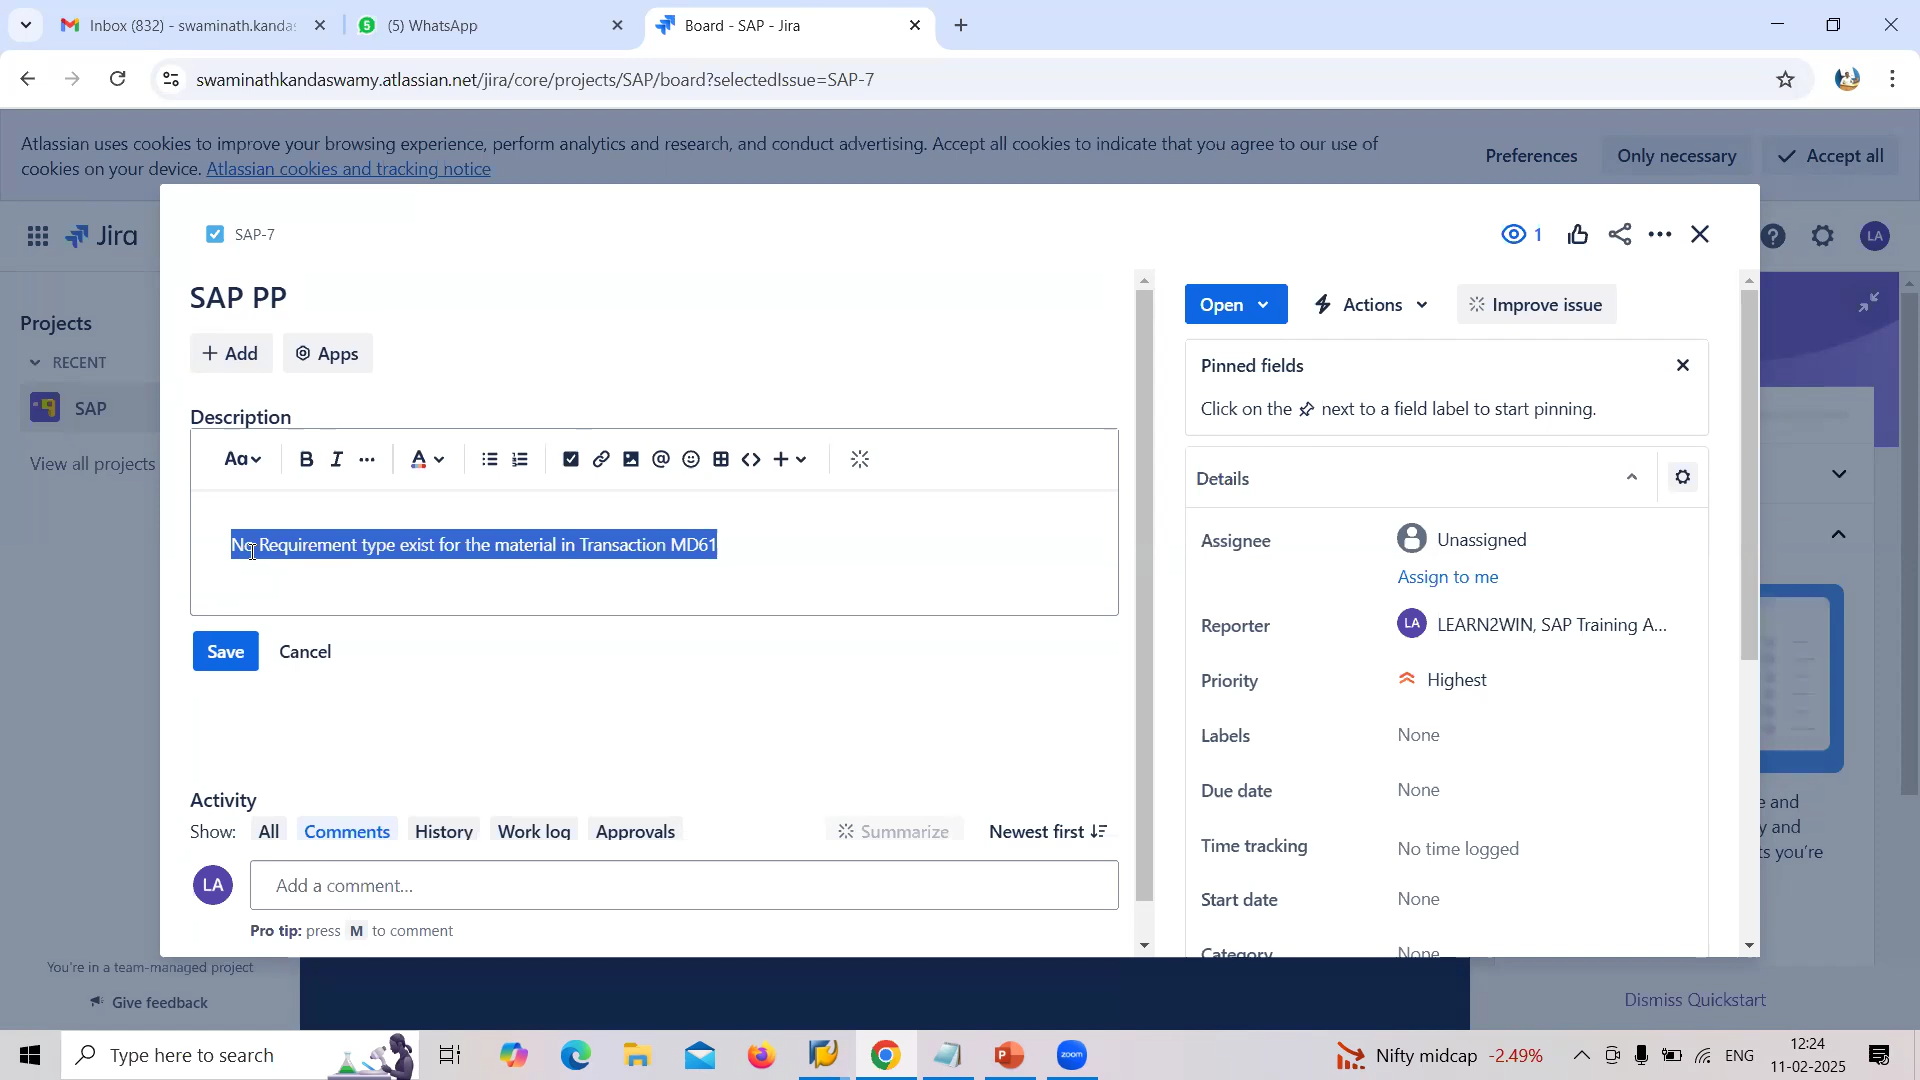 Inbox (832) - swaminath.kanda
(5) WhatsApp
Board - SAP - Jira
swaminathkandaswamy.atlassian.net/jira/core/projects/SAP/board?selectedIssue=SAP-7
Atlassian uses cookies to improve your browsing experience, perform analytics and research, and conduct advertising. Accept all cookies to indicate that you agree to our use of
cookies on your device. Atlassian cookies and tracking notice
Preferences
Only necessary
Accept all
Jira
LA
SAP-7
1
Projects
RECENT
SAP
View all projects
SAP PP
Add
Apps
Open
Actions
Improve issue
Pinned fields
Click on the next to a field label to start pinning.
Description
Aa
B I ... A
Details
No Requirement type exist for the material in Transaction MD61
Assignee
Unassigned
Assign to me
Reporter
LA
LEARN2WIN, SAP Training A...
Save
Cancel
Priority
Highest
Labels
None
Due date
None
Activity
Show:
All
Comments
History
Work log
Approvals
Summarize
Newest first
Time tracking
No time logged
LA
Add a comment...
Start date
None
Pro tip: press M to comment
Category
None
e and
y and
ts you're
You're in a team-managed project
Give feedback
Dismiss Quickstart
Type here to search
zoom
Nifty midcap -2.49%
ENG
12:24
11-02-2025